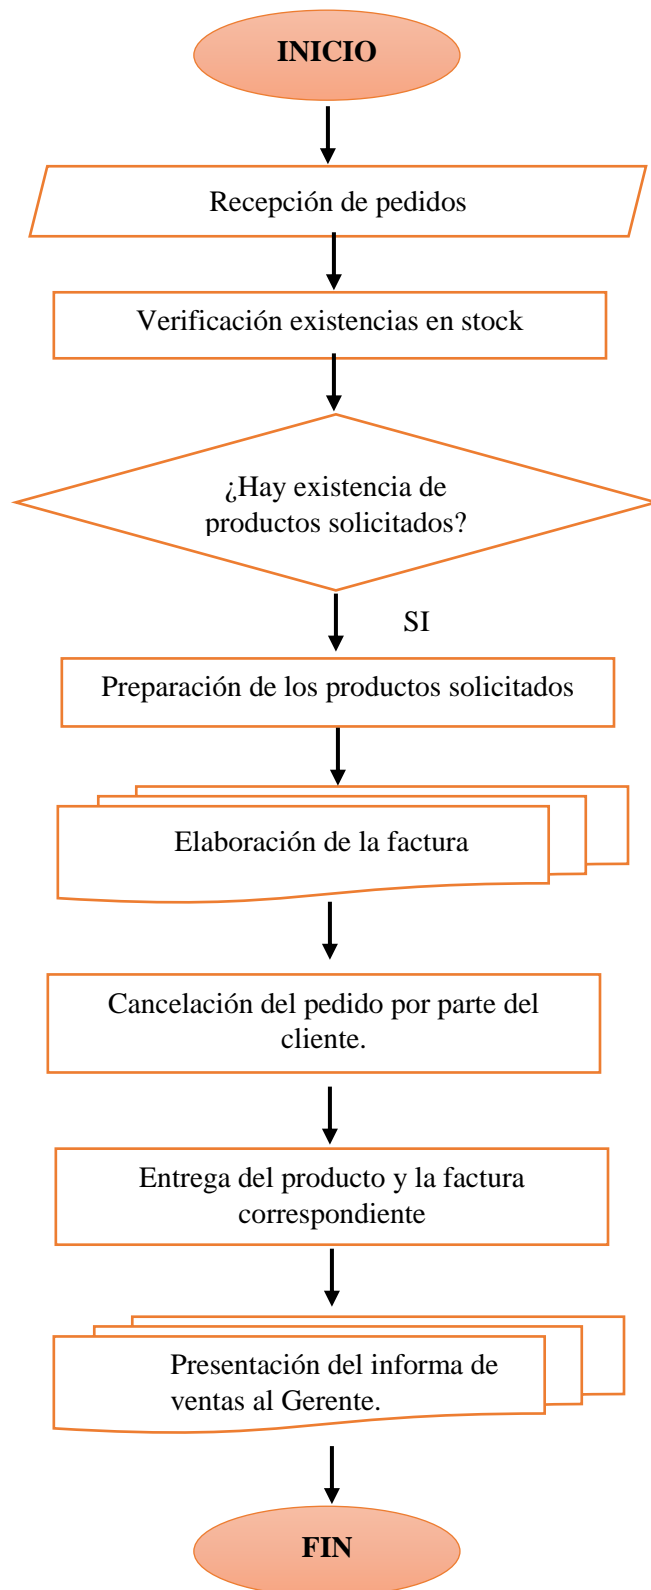 INICIO
Recepción de pedidos
Verificación existencias en stock
¿Hay existencia de
productos solicitados?
SI
Preparación de los productos solicitados
Elaboración de la factura
Cancelación del pedido por parte del
cliente.
Entrega del producto y la factura
correspondiente
Presentación del informa de
ventas al Gerente.
FIN